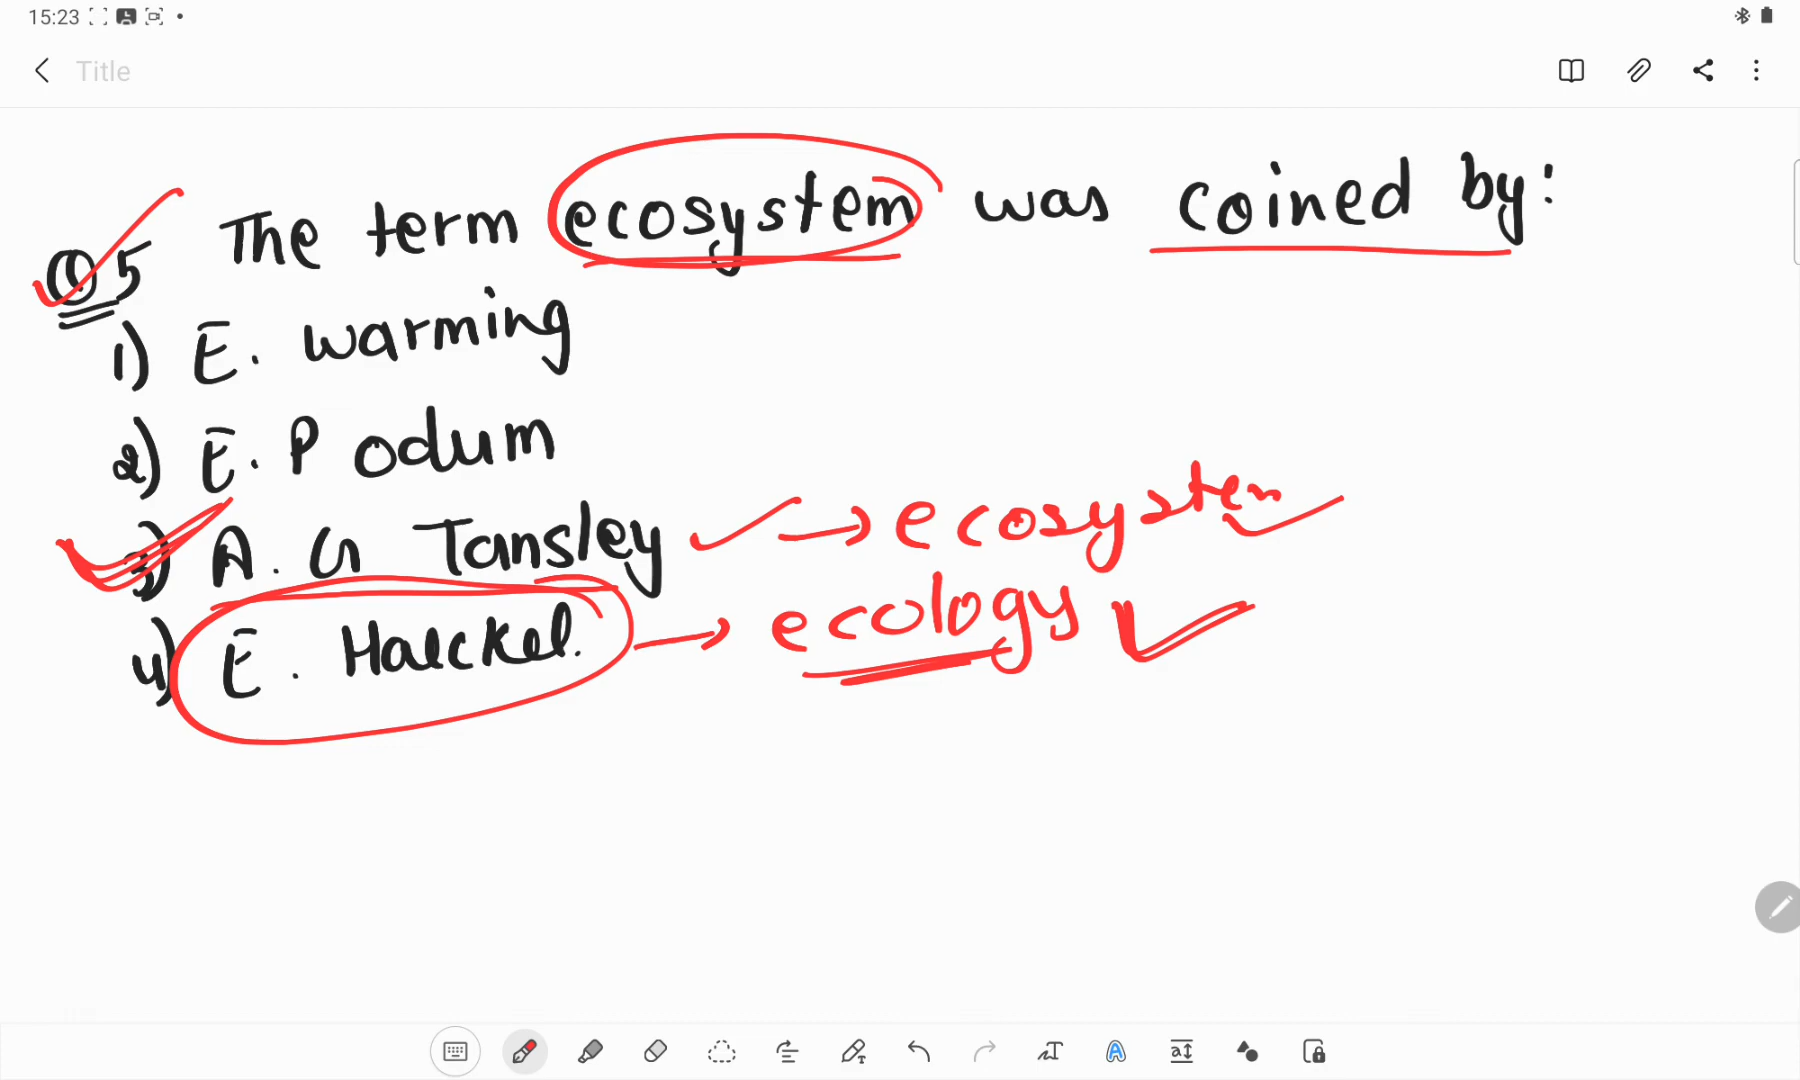 15:23
Title
Q5 The term ecosystem was coined by:
1) E. warming
2) E. P odum
3) A. G Tansley → ecosystem
4) E. Haeckel. → ecology